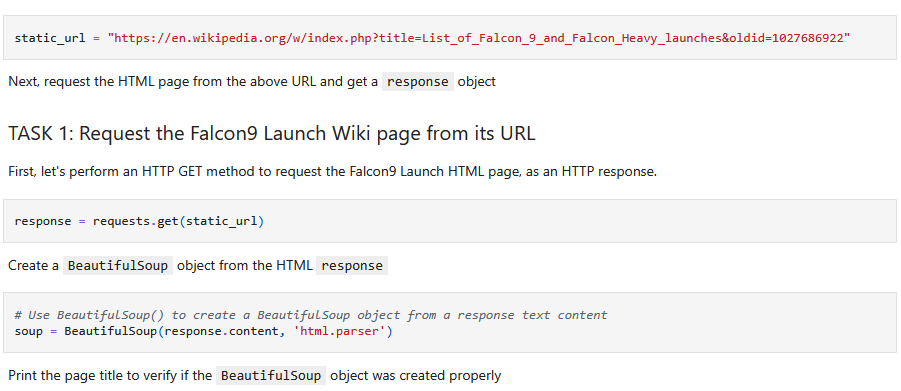 static_url = "https://en.wikipedia.org/w/index.php?title=List_of_Falcon_9_and_Falcon_Heavy_launches&oldid=1027686922"
Next, request the HTML page from the above URL and get a response object
TASK 1: Request the Falcon9 Launch Wiki page from its URL
First, let's perform an HTTP GET method to request the Falcon9 Launch HTML page, as an HTTP response.
response = requests.get(static_url)
Create a BeautifulSoup object from the HTML response
# Use BeautifulSoup() to create a BeautifulSoup object from a response text content
soup = BeautifulSoup(response.content, 'html.parser')
Print the page title to verify if the BeautifulSoup object was created properly